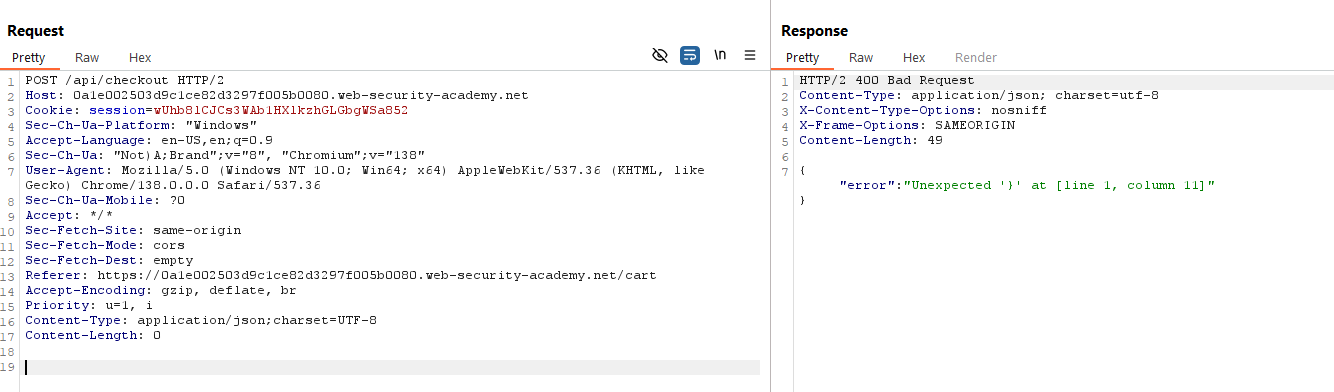 Request
Pretty Raw Hex
\n
1 POST /api/checkout HTTP/2
2 Host: 0a1e002503d9c1ce82d3297f005b0080.web-security-academy.net
3 Cookie: session=wUhb8lCJCs3WAb1HXlkzhGLGbgWSa852
4 Sec-Ch-Ua-Platform: "Windows"
5 Accept-Language: en-US,en;q=0.9
6 Sec-Ch-Ua: "Not)A;Brand";v="8", "Chromium";v="138"
7 User-Agent: Mozilla/5.0 (Windows NT 10.0; Win64; x64) AppleWebKit/537.36 (KHTML, like
Gecko) Chrome/138.0.0.0 Safari/537.36
8 Sec-Ch-Ua-Mobile: ?0
9 Accept: */*
10 Sec-Fetch-Site: same-origin
11 Sec-Fetch-Mode: cors
12 Sec-Fetch-Dest: empty
13 Referer: https://0a1e002503d9c1ce82d3297f005b0080.web-security-academy.net/cart
14 Accept-Encoding: gzip, deflate, br
15 Priority: u=1, i
16 Content-Type: application/json;charset=UTF-8
17 Content-Length: 0
18
19
Response
Pretty Raw Hex Render
1 HTTP/2 400 Bad Request
2 Content-Type: application/json; charset=utf-8
3 X-Content-Type-Options: nosniff
4 X-Frame-Options: SAMEORIGIN
5 Content-Length: 49
6
7 {
"error":"Unexpected '}' at [line 1, column 11]"
}